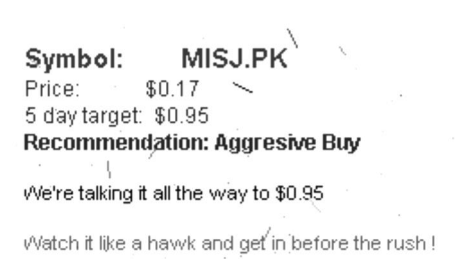 Symbol: MISJ.PK
Price: $0.17
5 day target: $0.95
Recommendation: Aggresive Buy
We're talking it all the way to $0.95
Watch it like a hawk and get in before the rush !